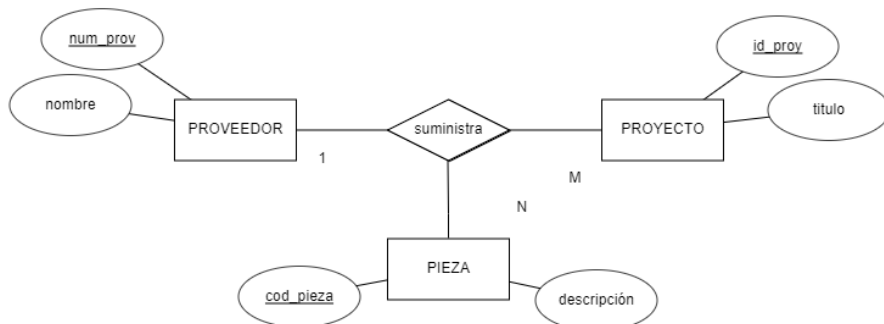 num_prov
id_proy
nombre
titulo
PROVEEDOR
suministra
PROYECTO
1
M
N
PIEZA
cod_pieza
descripción